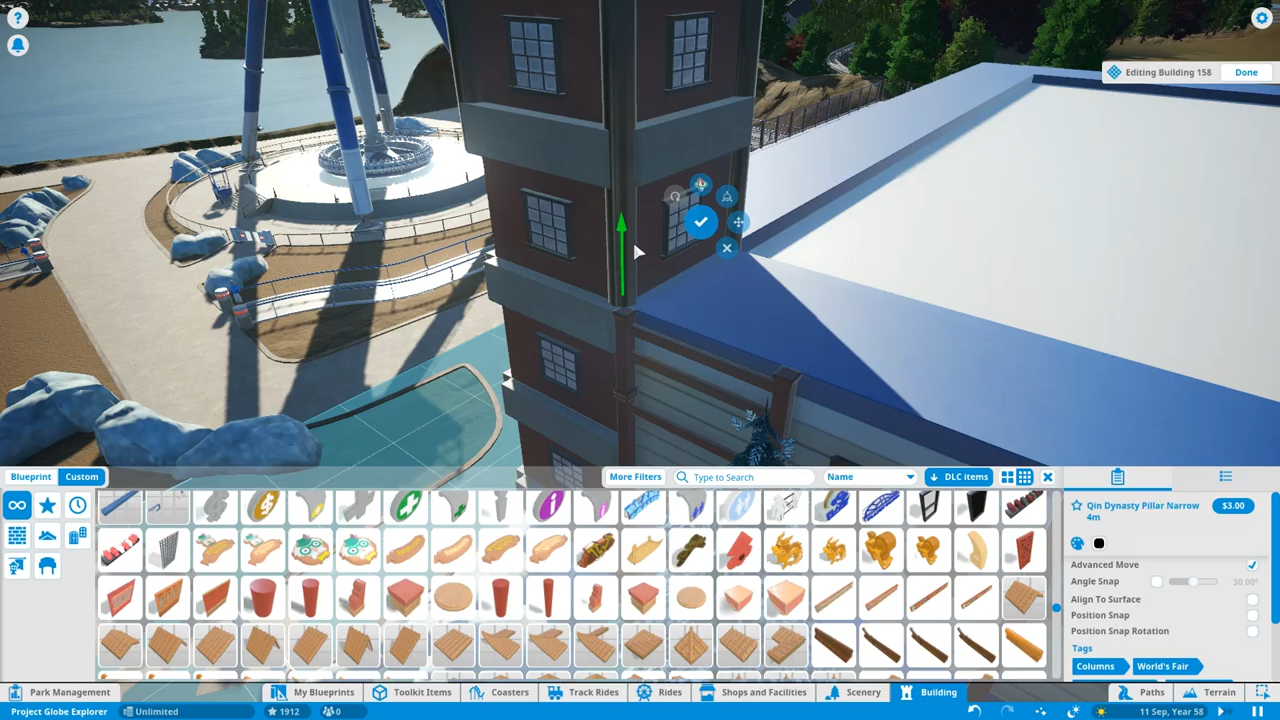 ?
Editing Building 158
Done
Blueprint
Custom
More Filters
Type to Search
Name
DLC items
Qin Dynasty Pillar Narrow
4m
$3.00
Advanced Move
Angle Snap
30.00°
Align To Surface
Position Snap
Position Snap Rotation
Tags
Columns
World's Fair
Park Management
My Blueprints
Toolkit Items
Coasters
Track Rides
Rides
Shops and Facilities
Scenery
Building
Paths
Terrain
Project Globe Explorer
Unlimited
1912
0
11 Sep, Year 58